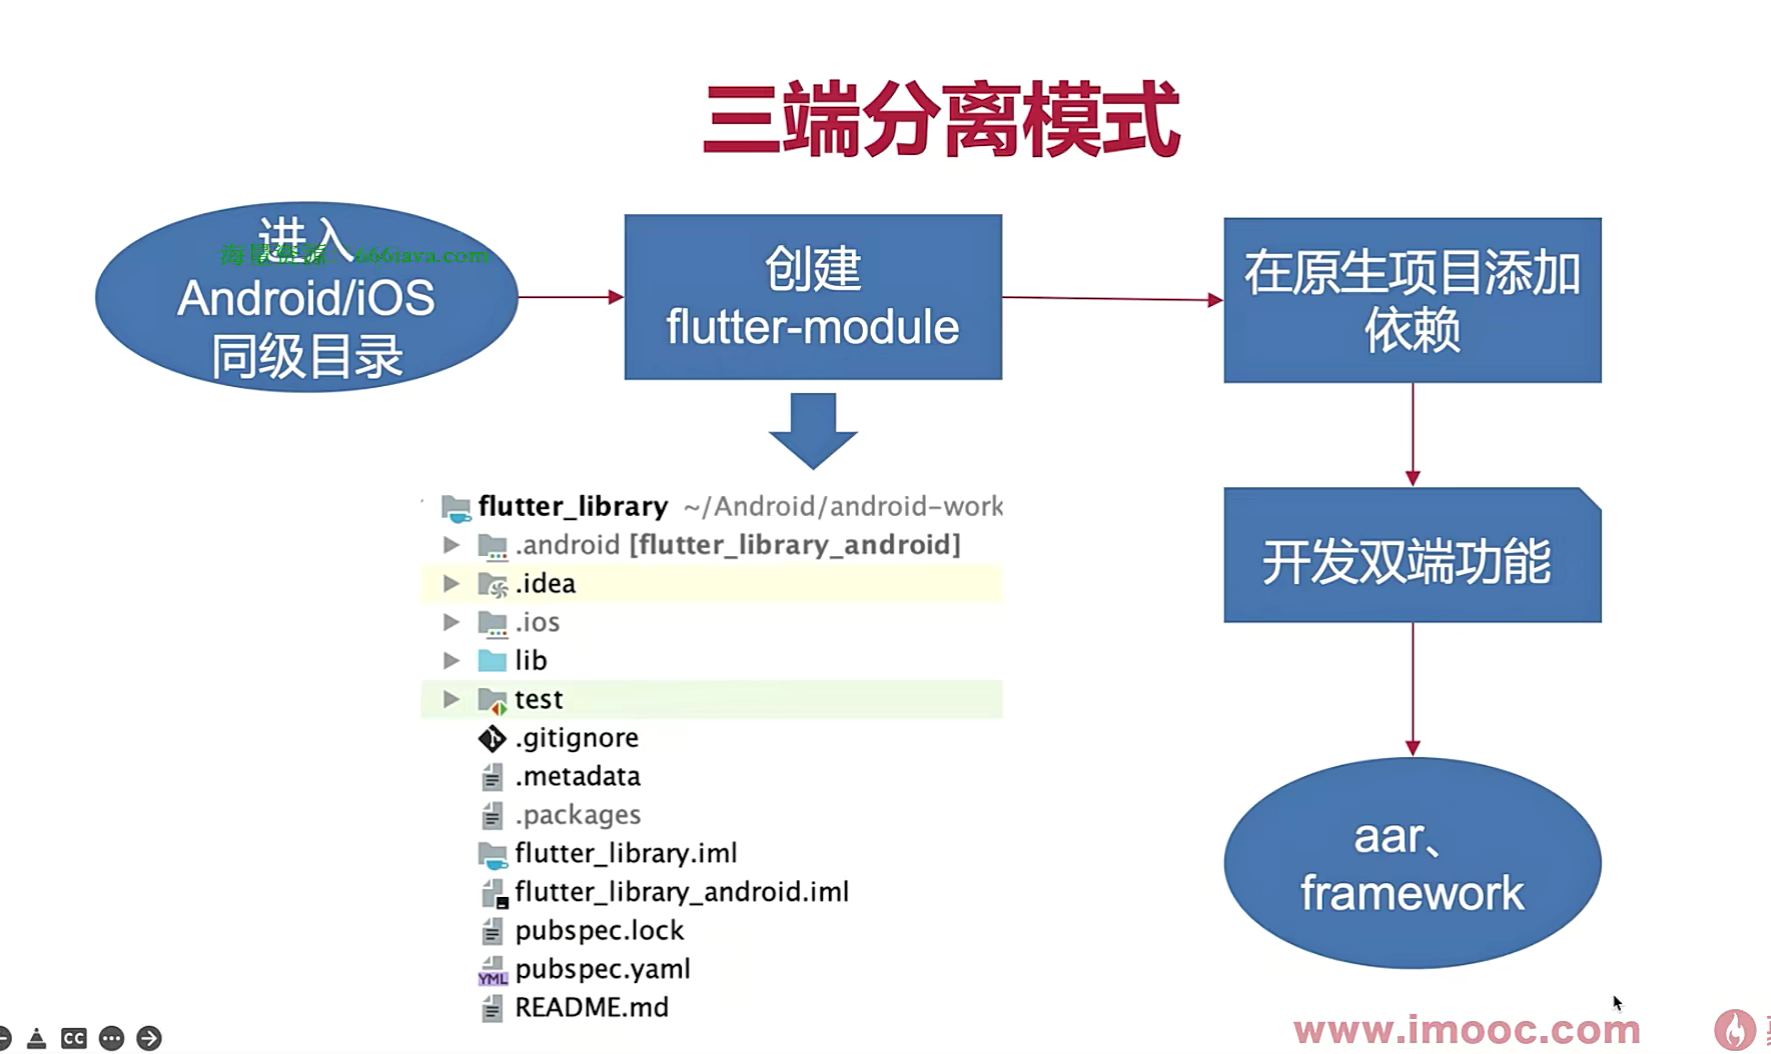 三端分离模式
进入
海量资源：666java.com
Android/iOS
同级目录
创建
flutter-module
在原生项目添加
依赖
flutter_library ~/Android/android-work
.android [flutter_library_android]
.idea
.ios
lib
test
.gitignore
.metadata
.packages
flutter_library.iml
flutter_library_android.iml
pubspec.lock
YML pubspec.yaml
README.md
开发双端功能
aar、
framework
CC
www.imooc.com